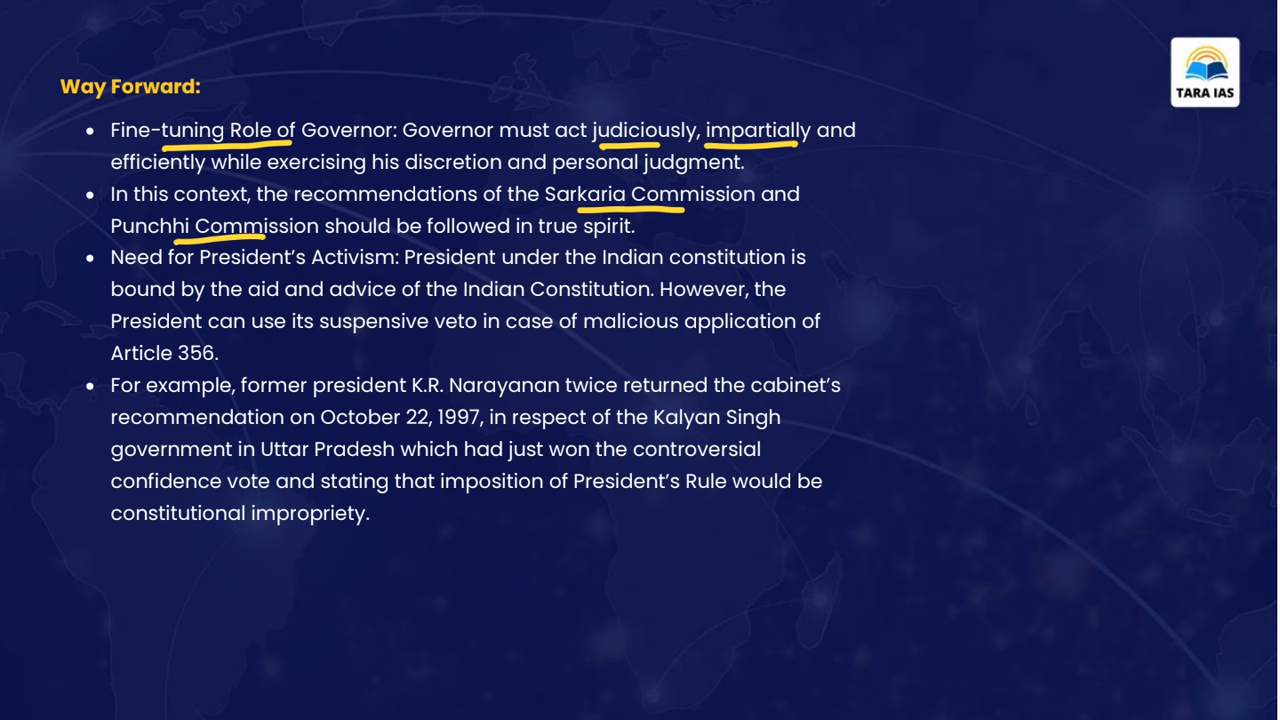 TARA IAS
Way Forward:
• Fine-tuning Role of Governor: Governor must act judiciously, impartially and
efficiently while exercising his discretion and personal judgment.
• In this context, the recommendations of the Sarkaria Commission and
Punchhi Commission should be followed in true spirit.
• Need for President’s Activism: President under the Indian constitution is
bound by the aid and advice of the Indian Constitution. However, the
President can use its suspensive veto in case of malicious application of
Article 356.
• For example, former president K.R. Narayanan twice returned the cabinet’s
recommendation on October 22, 1997, in respect of the Kalyan Singh
government in Uttar Pradesh which had just won the controversial
confidence vote and stating that imposition of President’s Rule would be
constitutional impropriety.